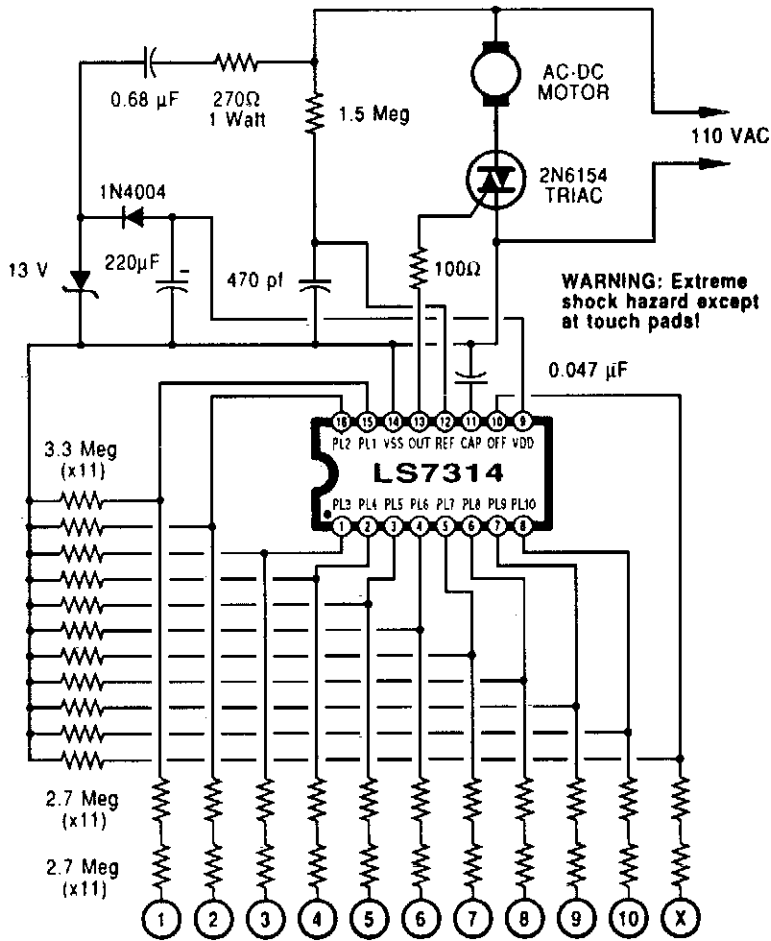 AC-DC
MOTOR
0.68 µF
270Ω
1 Watt
1.5 Meg
110 VAC
2N6154
TRIAC
1N4004
13 V
220µF
470 pf
100Ω
WARNING: Extreme
shock hazard except
at touch pads!
0.047 µF
16 15 14 13 12 11 10 9
PL2 PL1 VSS OUT REF CAP OFF VDD
LS7314
PL3 PL4 PL5 PL6 PL7 PL8 PL9 PL10
1 2 3 4 5 6 7 8
3.3 Meg
(x11)
2.7 Meg
(x11)
2.7 Meg
(x11)
1 2 3 4 5 6 7 8 9 10 X